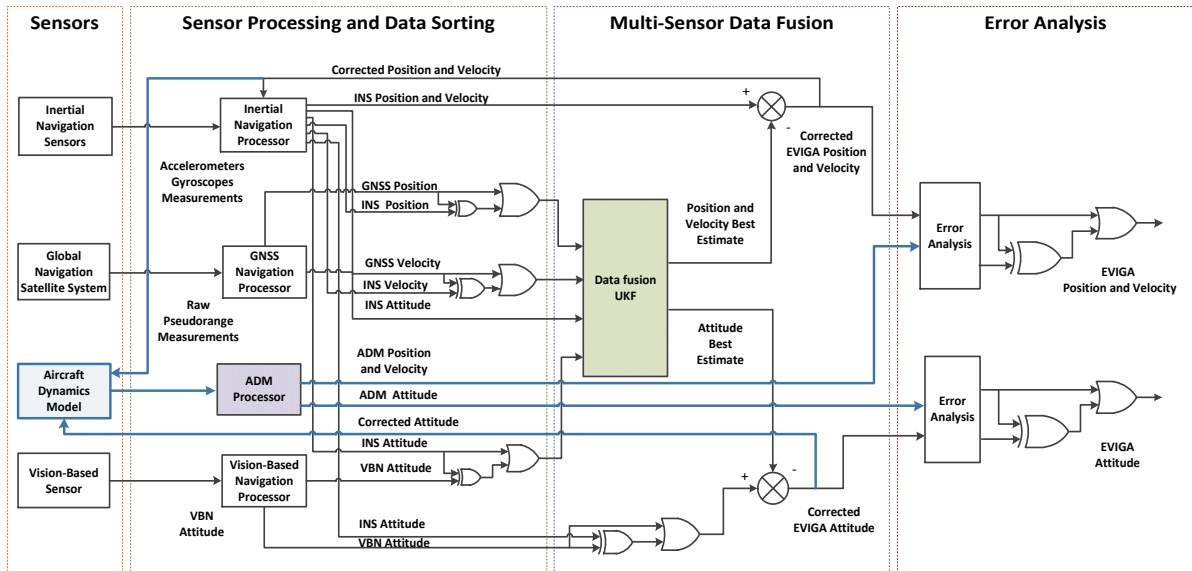 Sensors
Sensor Processing and Data Sorting
Multi-Sensor Data Fusion
Error Analysis
Corrected Position and Velocity
INS Position and Velocity
Inertial
Navigation
Sensors
Inertial
Navigation
Processor
Accelerometers
Gyroscopes
Measurements
+
-
Corrected
EVIGA Position
and Velocity
GNSS Position
INS Position
Global
Navigation
Satellite System
GNSS
Navigation
Processor
Raw
Pseudorange
Measurements
GNSS Velocity
INS Velocity
INS Attitude
Data fusion
UKF
Position and
Velocity Best
Estimate
Attitude
Best
Estimate
Error
Analysis
EVIGA
Position and Velocity
Aircraft
Dynamics
Model
ADM
Processor
ADM Position
and Velocity
ADM Attitude
Corrected Attitude
Error
Analysis
EVIGA
Attitude
Vision-Based
Sensor
Vision-Based
Navigation
Processor
VBN
Attitude
INS Attitude
VBN Attitude
INS Attitude
VBN Attitude
+
-
Corrected
EVIGA Attitude